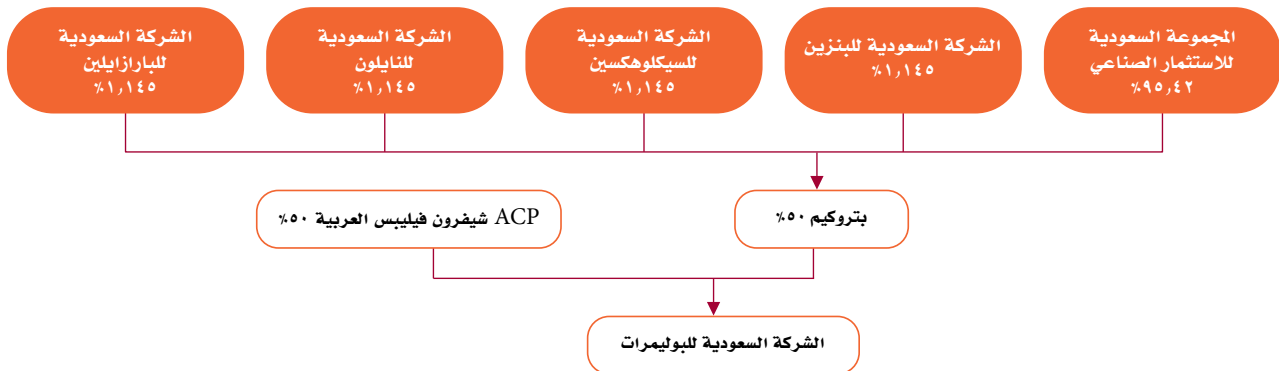 المجموعة السعودية
للاستثمار الصناعي
٩٥,٤٢٪
الشركة السعودية للبنزين
١,١٤٥٪
الشركة السعودية
للسيكلوهكسين
١,١٤٥٪
الشركة السعودية
للنايلون
١,١٤٥٪
الشركة السعودية
للبارازايلين
١,١٤٥٪
بتروكيم ٥٠٪
ACP شيفرون فيليبس العربية ٥٠٪
الشركة السعودية للبوليمرات